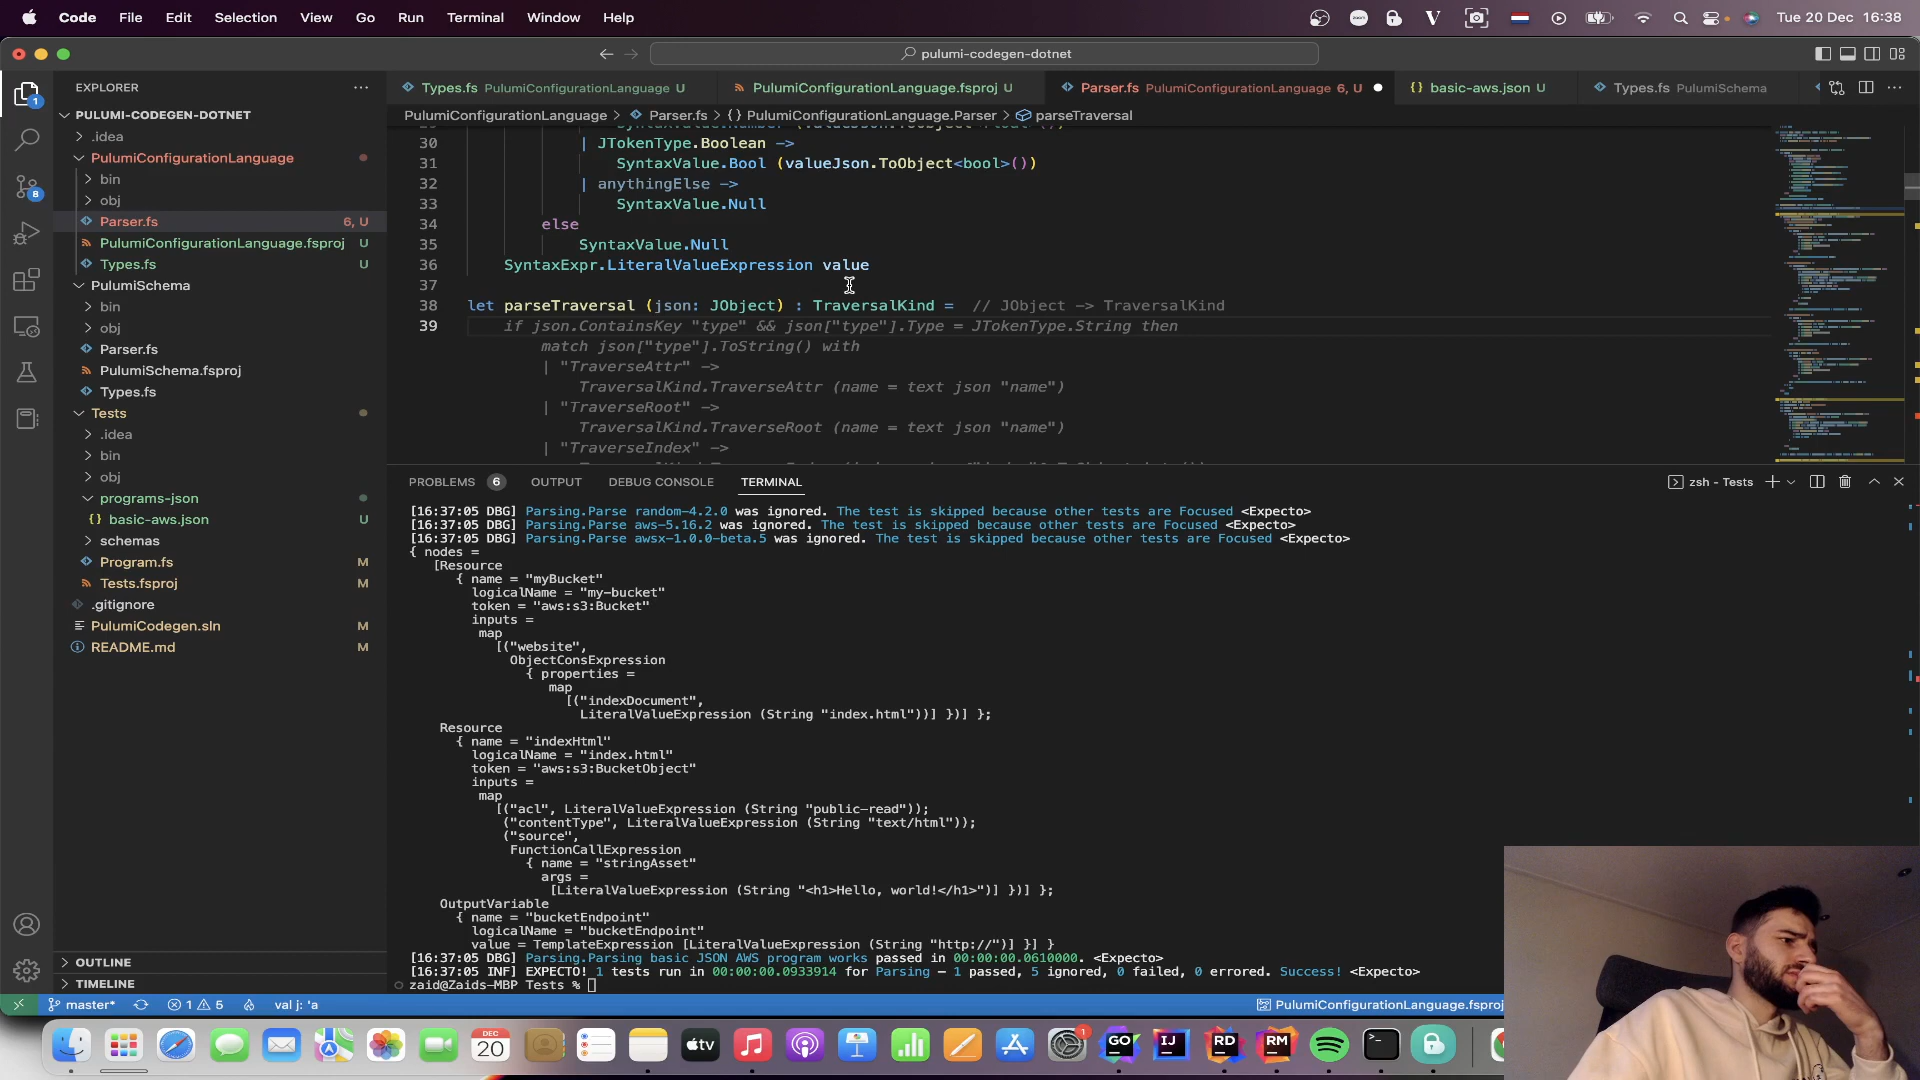 Code File Edit Selection View Go Run Terminal Window Help
Tue 20 Dec 16:38
pulumi-codegen-dotnet
EXPLORER
PULUMI-CODEGEN-DOTNET
.idea
PulumiConfigurationLanguage
bin
obj
Parser.fs 6, U
PulumiConfigurationLanguage.fsproj U
Types.fs U
PulumiSchema
bin
obj
Parser.fs
PulumiSchema.fsproj
Types.fs
Tests
.idea
bin
obj
programs-json
basic-aws.json U
schemas
Program.fs M
Tests.fsproj M
.gitignore
PulumiCodegen.sln M
README.md M
OUTLINE
TIMELINE
Types.fs PulumiConfigurationLanguage U
PulumiConfigurationLanguage.fsproj U
Parser.fs PulumiConfigurationLanguage 6, U
basic-aws.json U
Types.fs PulumiSchema
PulumiConfigurationLanguage > Parser.fs > {} PulumiConfigurationLanguage.Parser > parseTraversal
30 | JTokenType.Boolean ->
31 SyntaxValue.Bool (valueJson.ToObject<bool>())
32 | anythingElse ->
33 SyntaxValue.Null
34 else
35 SyntaxValue.Null
36 SyntaxExpr.LiteralValueExpression value
37
38 let parseTraversal (json: JObject) : TraversalKind = // JObject -> TraversalKind
39 if json.ContainsKey "type" && json["type"].Type = JTokenType.String then
match json["type"].ToString() with
| "TraverseAttr" ->
TraversalKind.TraverseAttr (name = text json "name")
| "TraverseRoot" ->
TraversalKind.TraverseRoot (name = text json "name")
| "TraverseIndex" ->
PROBLEMS 6 OUTPUT DEBUG CONSOLE TERMINAL
zsh - Tests
[16:37:05 DBG] Parsing.Parse random-4.2.0 was ignored. The test is skipped because other tests are Focused <Expecto>
[16:37:05 DBG] Parsing.Parse aws-5.16.2 was ignored. The test is skipped because other tests are Focused <Expecto>
[16:37:05 DBG] Parsing.Parse awsx-1.0.0-beta.5 was ignored. The test is skipped because other tests are Focused <Expecto>
{ nodes =
[Resource
{ name = "myBucket"
logicalName = "my-bucket"
token = "aws:s3:Bucket"
inputs =
map
[("website",
ObjectConsExpression
{ properties =
map
[("indexDocument",
LiteralValueExpression (String "index.html"))] })] };
Resource
{ name = "indexHtml"
logicalName = "index.html"
token = "aws:s3:BucketObject"
inputs =
map
[("acl", LiteralValueExpression (String "public-read"));
("contentType", LiteralValueExpression (String "text/html"));
("source",
FunctionCallExpression
{ name = "stringAsset"
args =
[LiteralValueExpression (String "<h1>Hello, world!</h1>")] })] };
OutputVariable
{ name = "bucketEndpoint"
logicalName = "bucketEndpoint"
value = TemplateExpression [LiteralValueExpression (String "http://")] }] }
[16:37:05 DBG] Parsing.Parsing basic JSON AWS program works passed in 00:00:00.0610000. <Expecto>
[16:37:05 INF] EXPECTO! 1 tests run in 00:00:00.0933914 for Parsing – 1 passed, 5 ignored, 0 failed, 0 errored. Success! <Expecto>
zaid@Zaids-MBP Tests %
master* 1 5 val j: 'a
PulumiConfigurationLanguage.fsproj